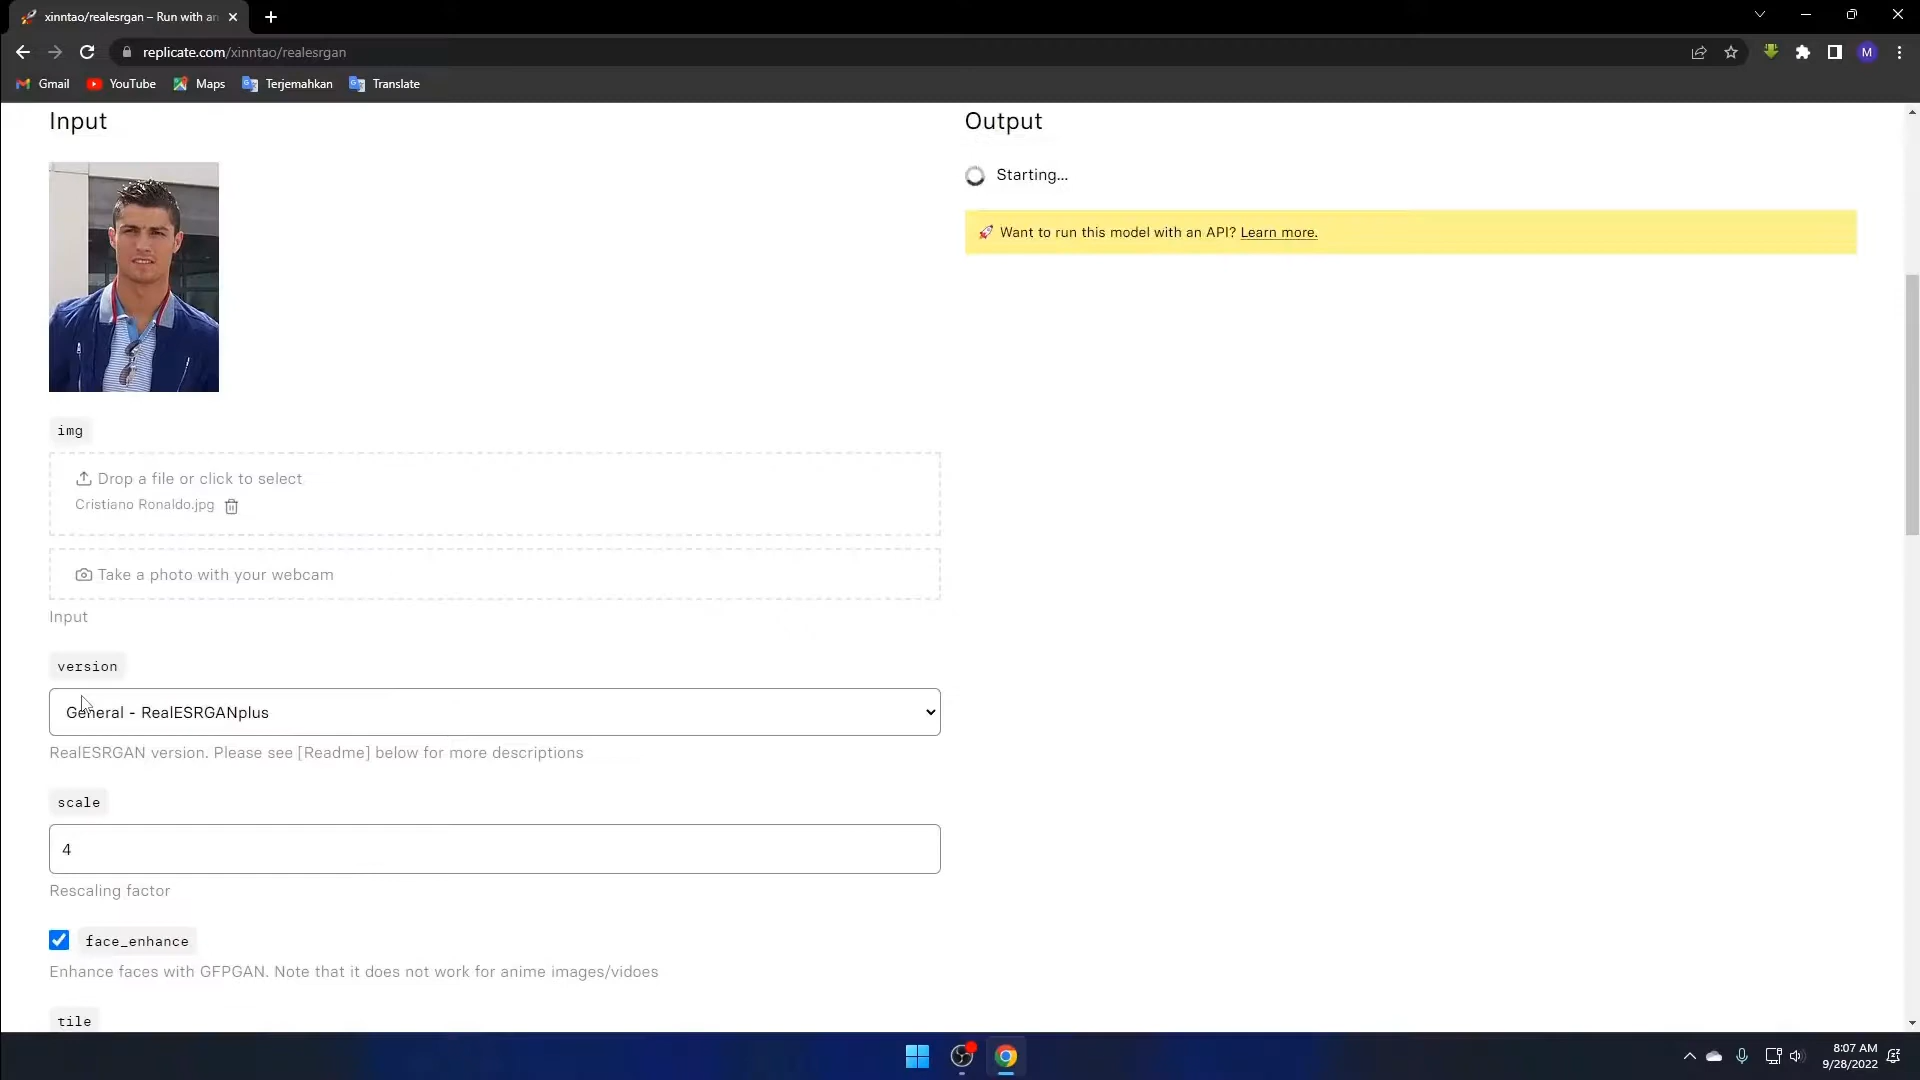 xinntao/realesrgan – Run with an
replicate.com/xinntao/realesrgan
M
Gmail
YouTube
Maps
Terjemahkan
Translate
Input
Output
Starting...
🚀 Want to run this model with an API? Learn more.
img
Drop a file or click to select
Cristiano Ronaldo.jpg
Take a photo with your webcam
Input
version
General - RealESRGANplus
RealESRGAN version. Please see [Readme] below for more descriptions
scale
4
Rescaling factor
face_enhance
Enhance faces with GFPGAN. Note that it does not work for anime images/vidoes
tile
8:07 AM
9/28/2022